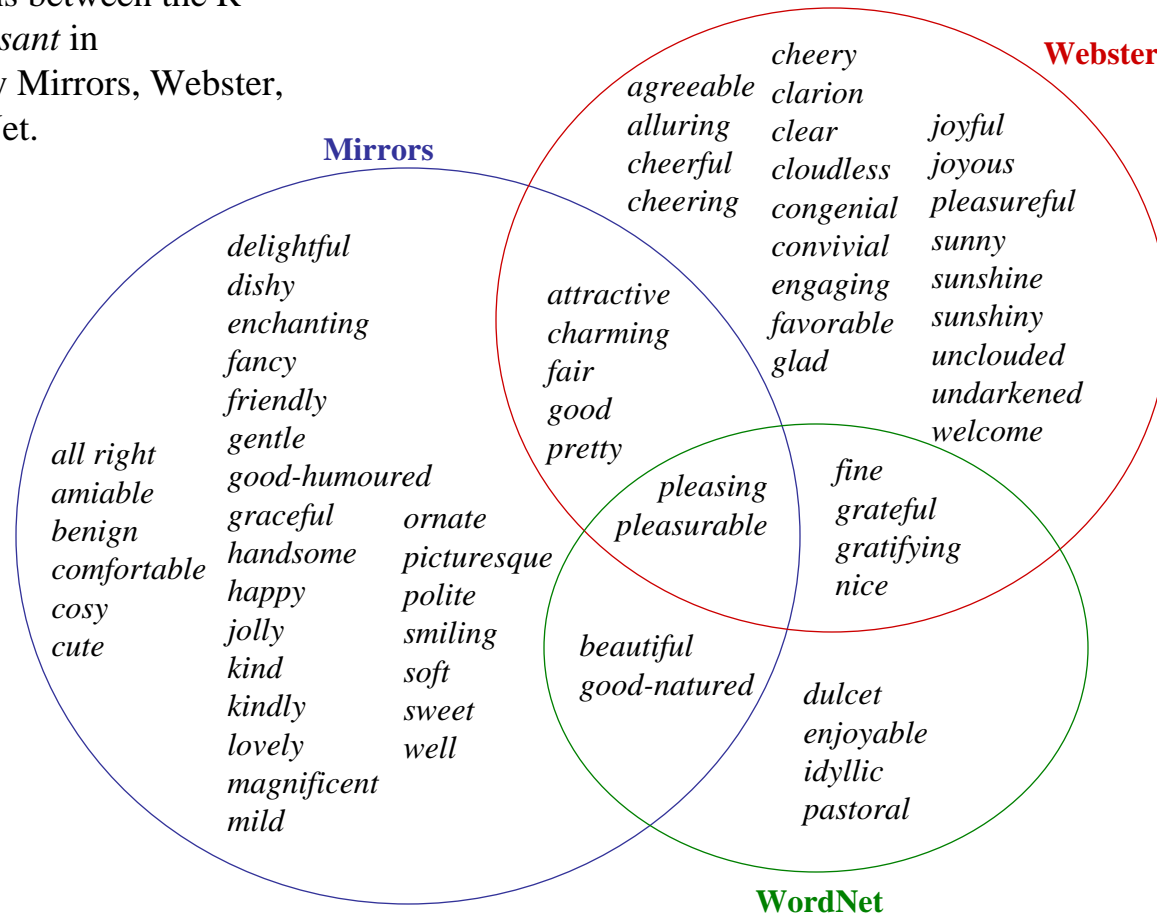 is between the R
sant in
y Mirrors, Webster,
et.
Mirrors
Webster
agreeable
alluring
cheerful
cheering
cheery
clarion
clear
cloudless
congenial
convivial
engaging
favorable
glad
joyful
joyous
pleasureful
sunny
sunshine
sunshiny
unclouded
undarkened
welcome
attractive
charming
fair
good
pretty
all right
amiable
benign
comfortable
cosy
cute
delightful
dishy
enchanting
fancy
friendly
gentle
good-humoured
graceful
handsome
happy
jolly
kind
kindly
lovely
magnificent
mild
ornate
picturesque
polite
smiling
soft
sweet
well
pleasing
pleasurable
fine
grateful
gratifying
nice
beautiful
good-natured
dulcet
enjoyable
idyllic
pastoral
WordNet